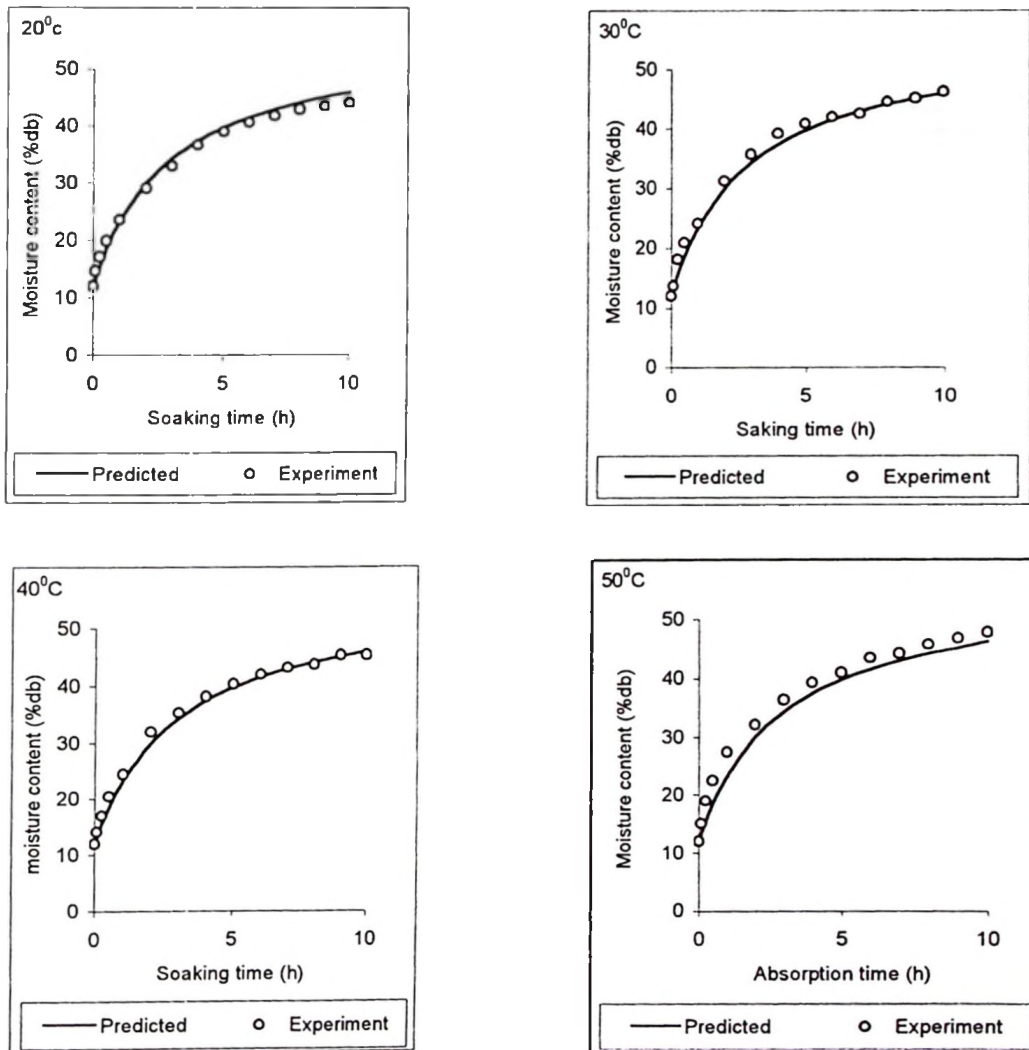 20⁰c
50
40
30
20
10
0
Moisture content (%db)
0 5 10
Soaking time (h)
Predicted Experiment
30⁰C
50
40
30
20
10
0
Moisture content (%db)
0 5 10
Saking time (h)
Predicted Experiment
40⁰C
50
40
30
20
10
0
moisture content (%db)
0 5 10
Soaking time (h)
Predicted Experiment
50⁰C
50
40
30
20
10
0
Moisture content (%db)
0 5 10
Absorption time (h)
Predicted Experiment